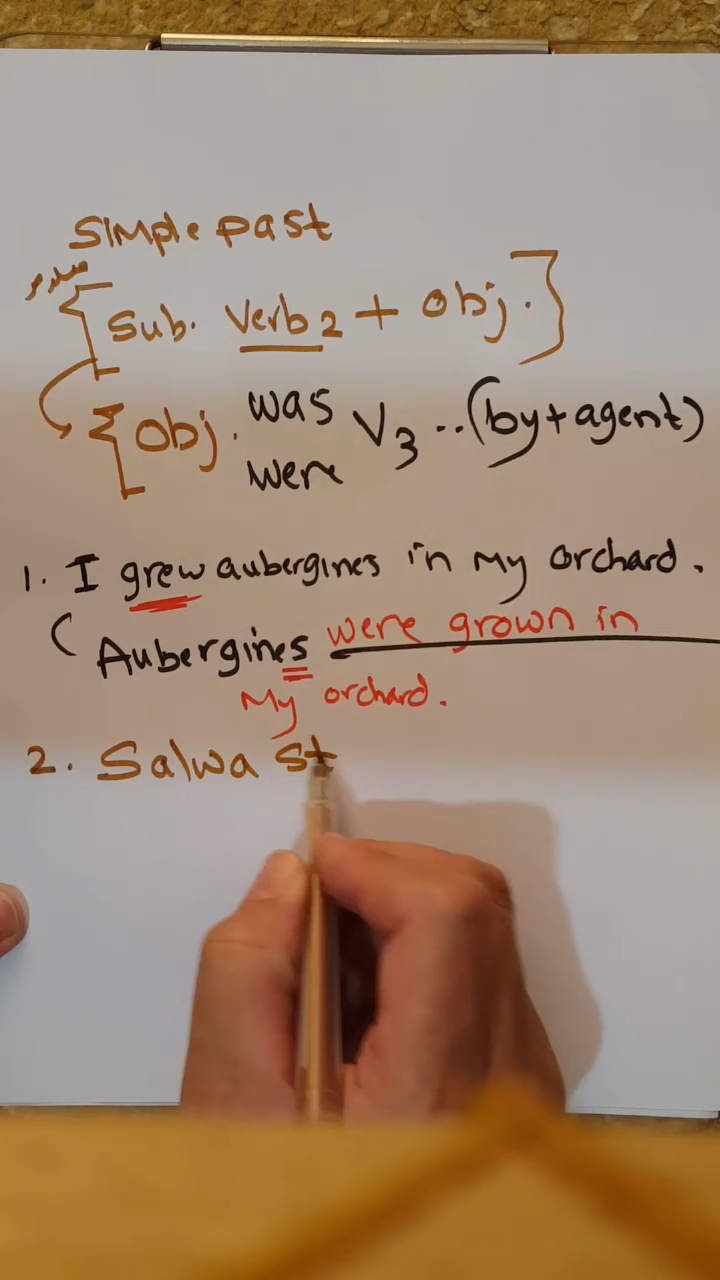 Simple past
معلوم
{ Sub. Verb2 + obj. ]
{ Obj. was
were V3 .. (by + agent)
1. I grew aubergines in my orchard.
( Aubergines were grown in
my orchard.
2. Salwa st